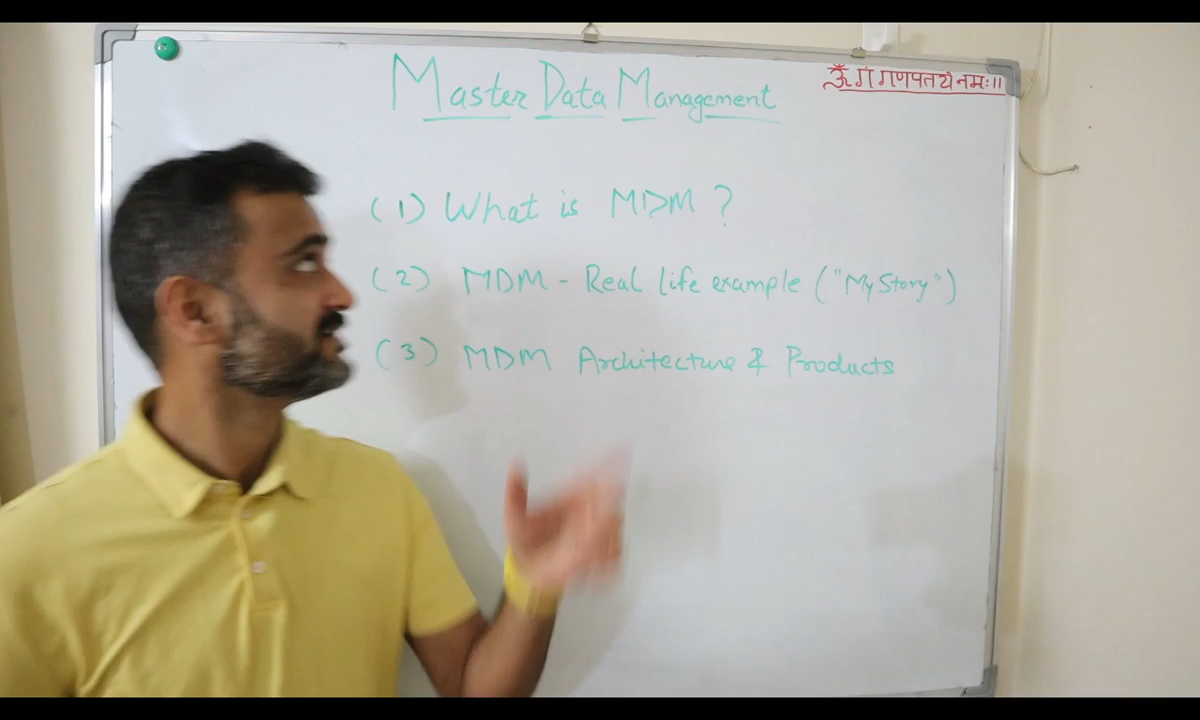 Master Data Management
ॐ गं गणपतये नमः॥
(1) What is MDM ?
(2) MDM - Real life example ("My Story")
(3) MDM Architecture & Products